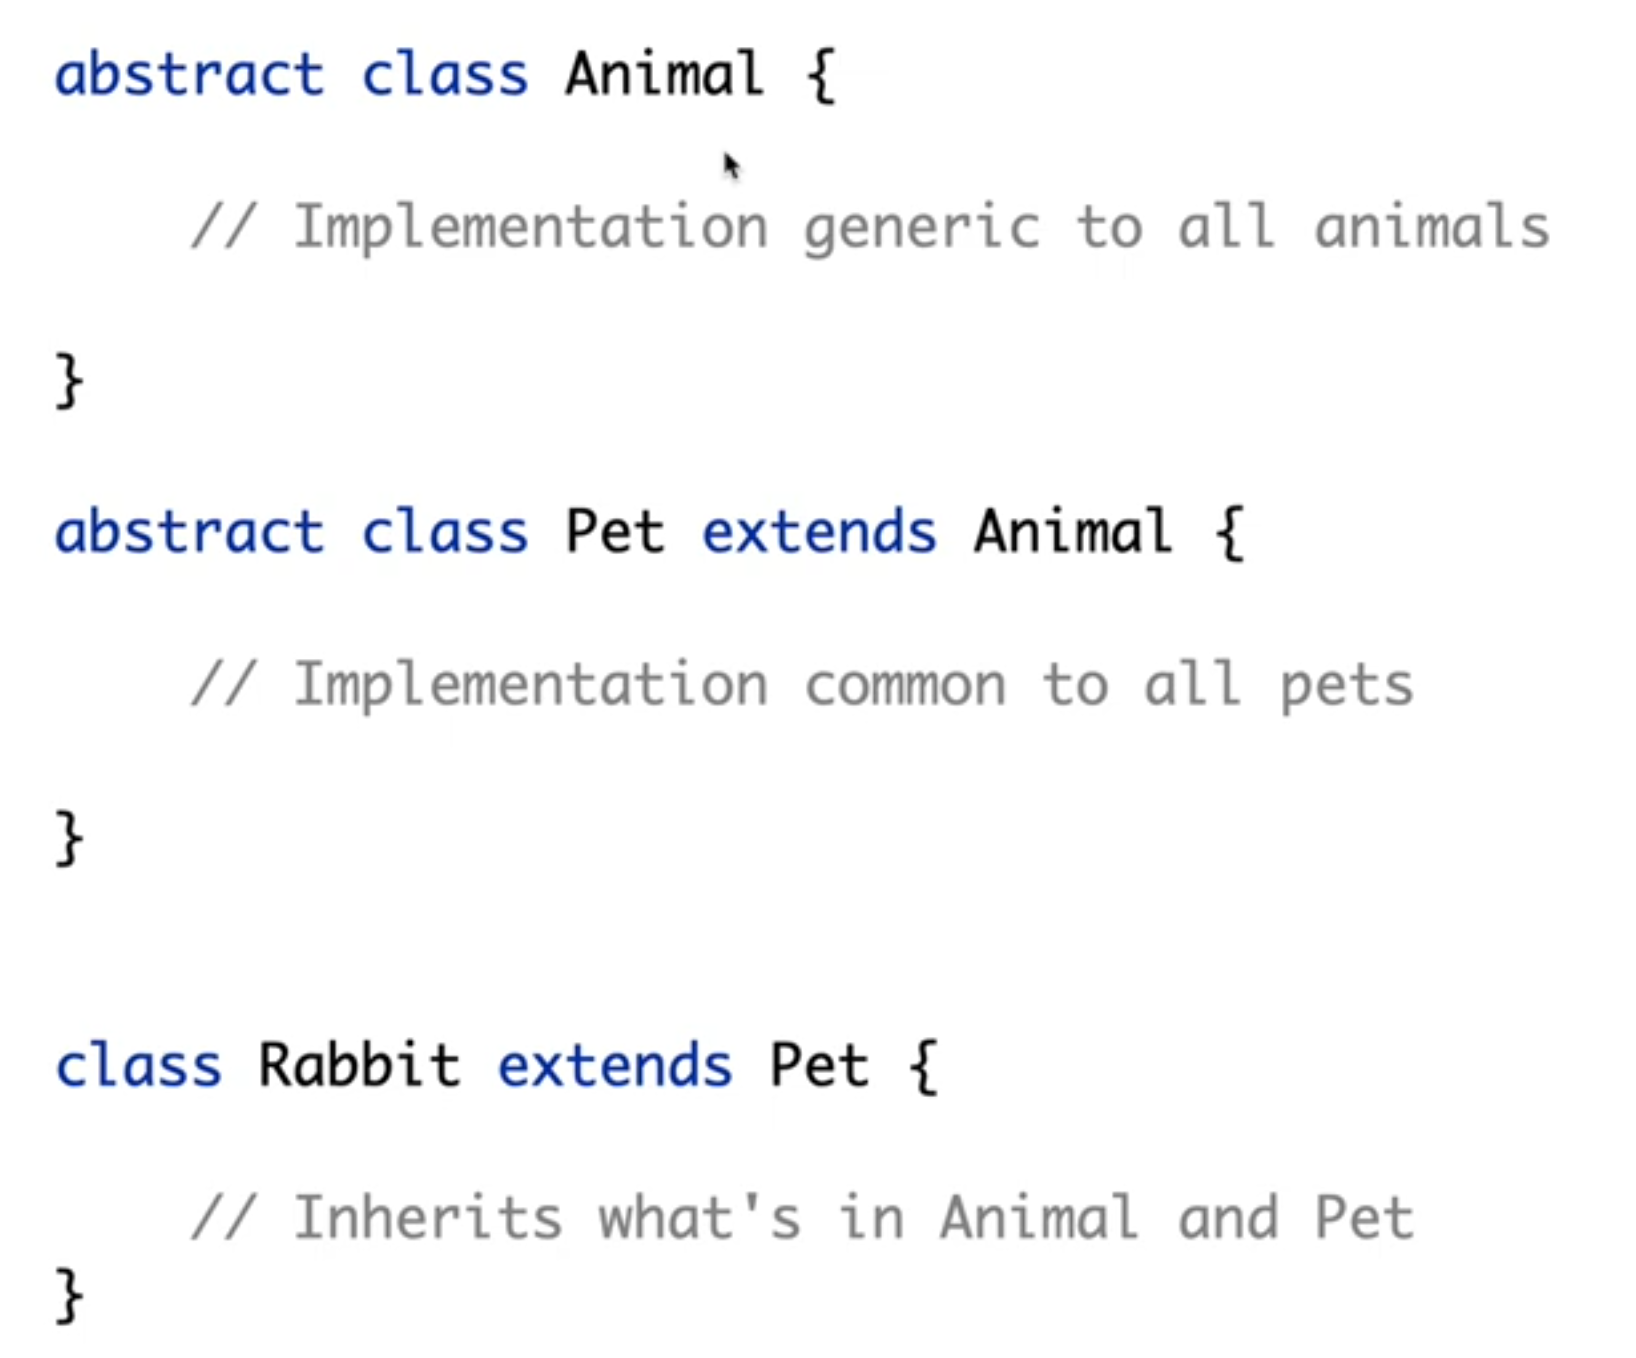 abstract class Animal {
// Implementation generic to all animals
}
abstract class Pet extends Animal {
// Implementation common to all pets
}
class Rabbit extends Pet {
// Inherits what's in Animal and Pet
}